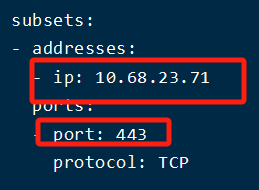 subsets:
- addresses:
  - ip: 10.68.23.71
  ports:
  - port: 443
    protocol: TCP